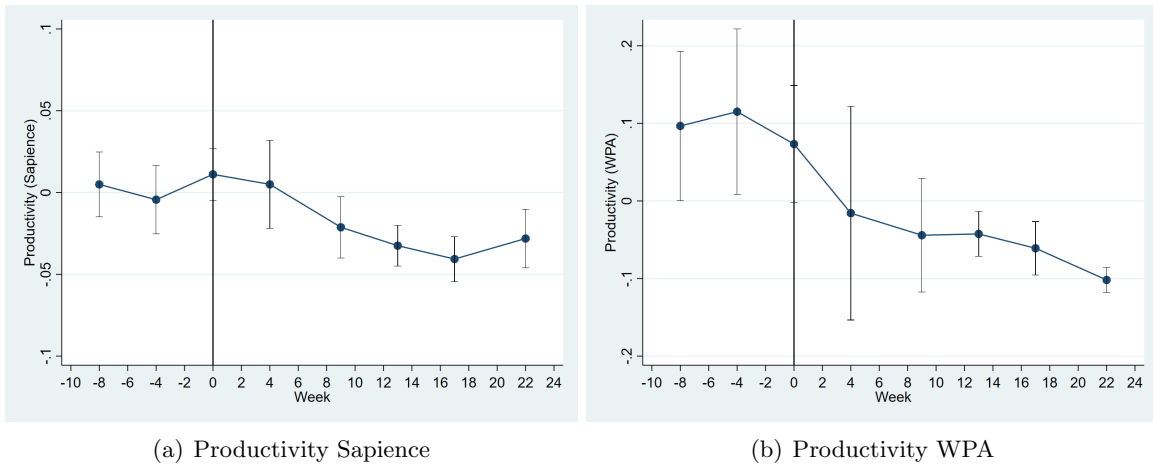 .1
.05
0
-.05
-.1
Productivity (Sapience)
-10 -8 -6 -4 -2 0 2 4 6 8 10 12 14 16 18 20 22 24
Week
(a) Productivity Sapience
.2
.1
0
-.1
-.2
Productivity (WPA)
-10 -8 -6 -4 -2 0 2 4 6 8 10 12 14 16 18 20 22 24
Week
(b) Productivity WPA